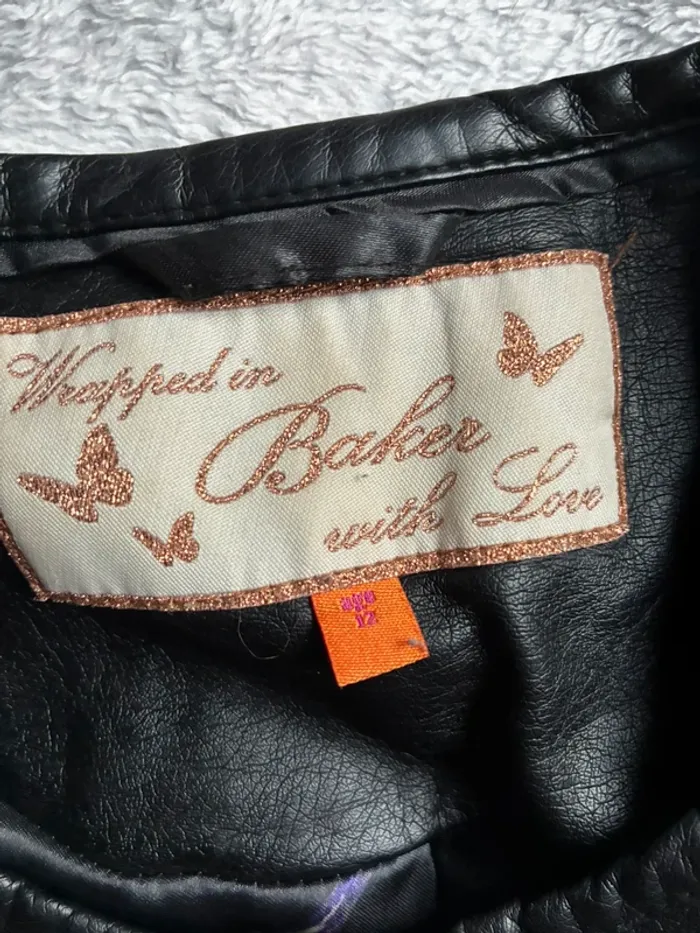 Wrapped in
Baker
with Love
age
12